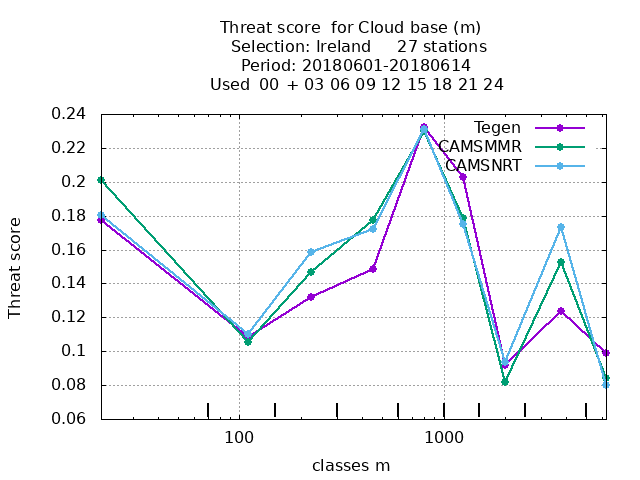 Threat score  for Cloud base (m)
Selection: Ireland     27 stations
Period: 20180601-20180614
Used  00 + 03 06 09 12 15 18 21 24
Threat score
0.24
0.22
0.2
0.18
0.16
0.14
0.12
0.1
0.08
0.06
Tegen
CAMSMMR
CAMSNRT
100
1000
classes m